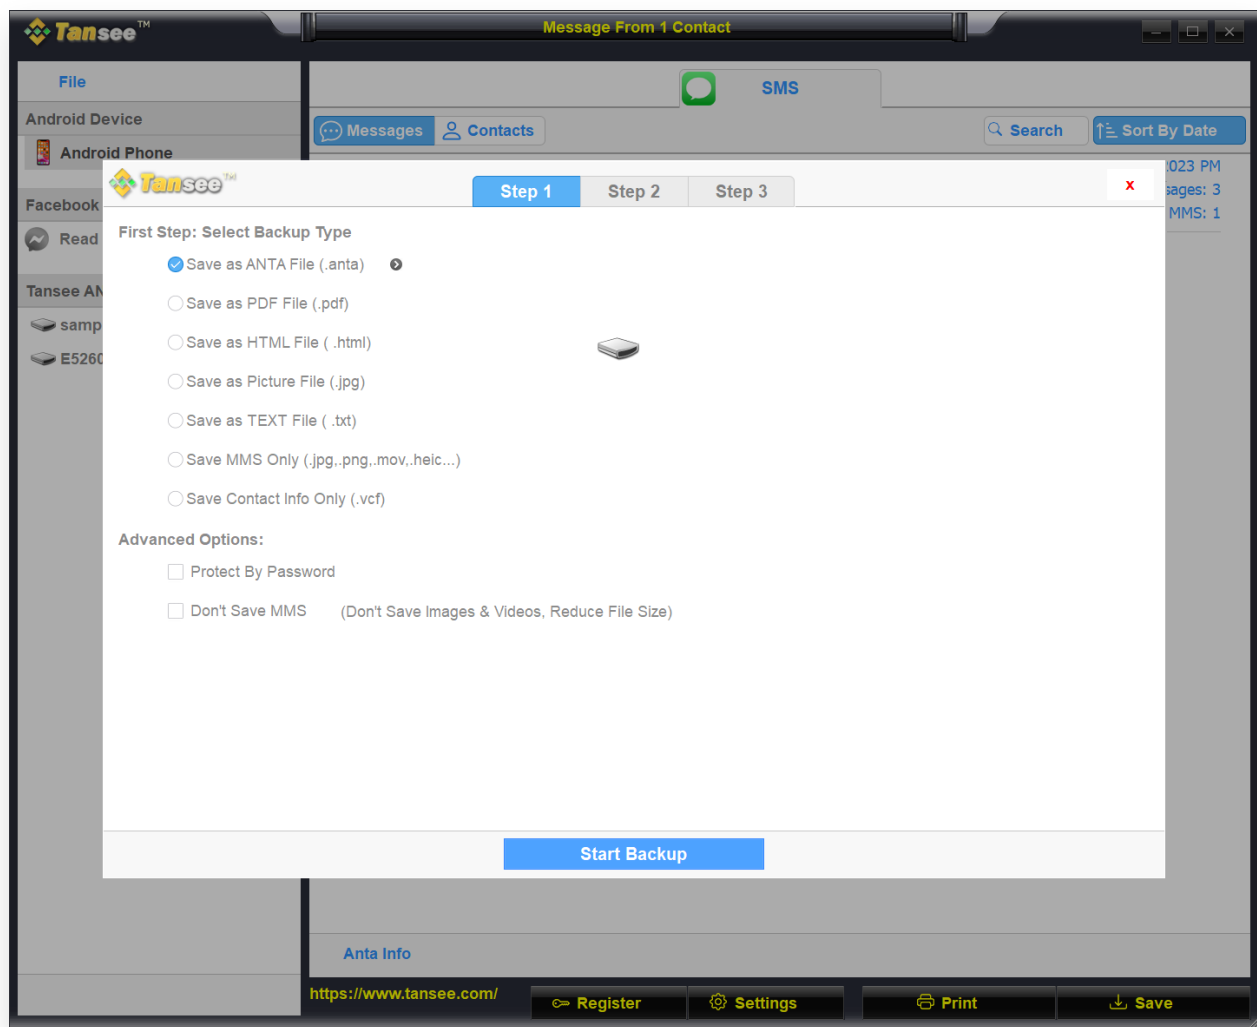 Tansee™
Message From 1 Contact
File
SMS
Android Device
Messages
Contacts
Search
Sort By Date
Android Phone
2023 PM
Tansee™
Step 1
Step 2
Step 3
x
sages: 3
Facebook
MMS: 1
Read
First Step: Select Backup Type
Save as ANTA File (.anta)
Tansee AN
Save as PDF File (.pdf)
samp
Save as HTML File ( .html)
E5260
Save as Picture File (.jpg)
Save as TEXT File ( .txt)
Save MMS Only (.jpg,.png,.mov,.heic...)
Save Contact Info Only (.vcf)
Advanced Options:
Protect By Password
Don't Save MMS (Don't Save Images & Videos, Reduce File Size)
Start Backup
Anta Info
https://www.tansee.com/
Register
Settings
Print
Save